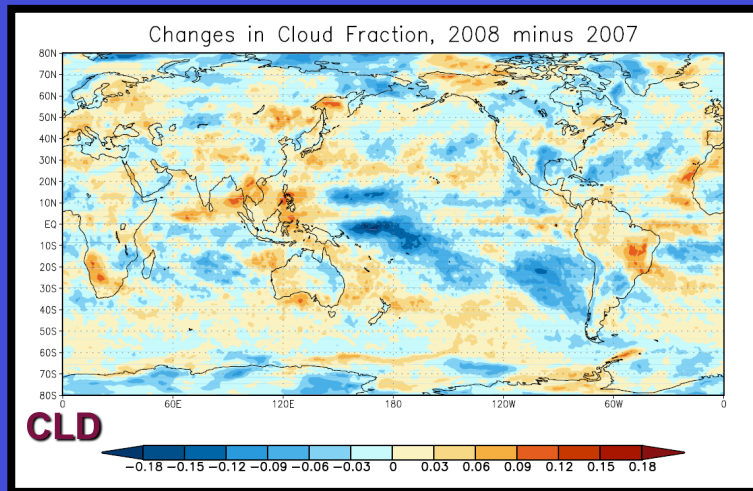 Changes in Cloud Fraction, 2008 minus 2007
80N
70N
60N
50N
40N
30N
20N
10N
EQ
10S
20S
30S
40S
50S
60S
70S
80S
0 60E 120E 180 120W 60W 0
CLD
−0.18 −0.15 −0.12 −0.09 −0.06 −0.03 0 0.03 0.06 0.09 0.12 0.15 0.18